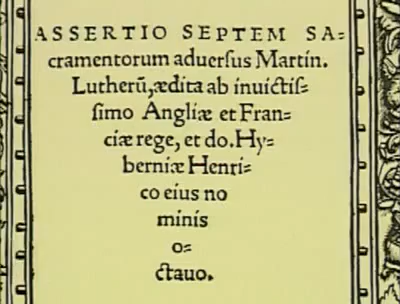 ASSERTIO SEPTEM SA⸗
cramentorum aduerſus Martin.
Lutherū, ædita ab inuictiſ⸗
ſimo Angliæ et Fran⸗
ciæ rege, et do. Hy⸗
berniæ Henri⸗
co eius no
minis
o⸗
ctauo.